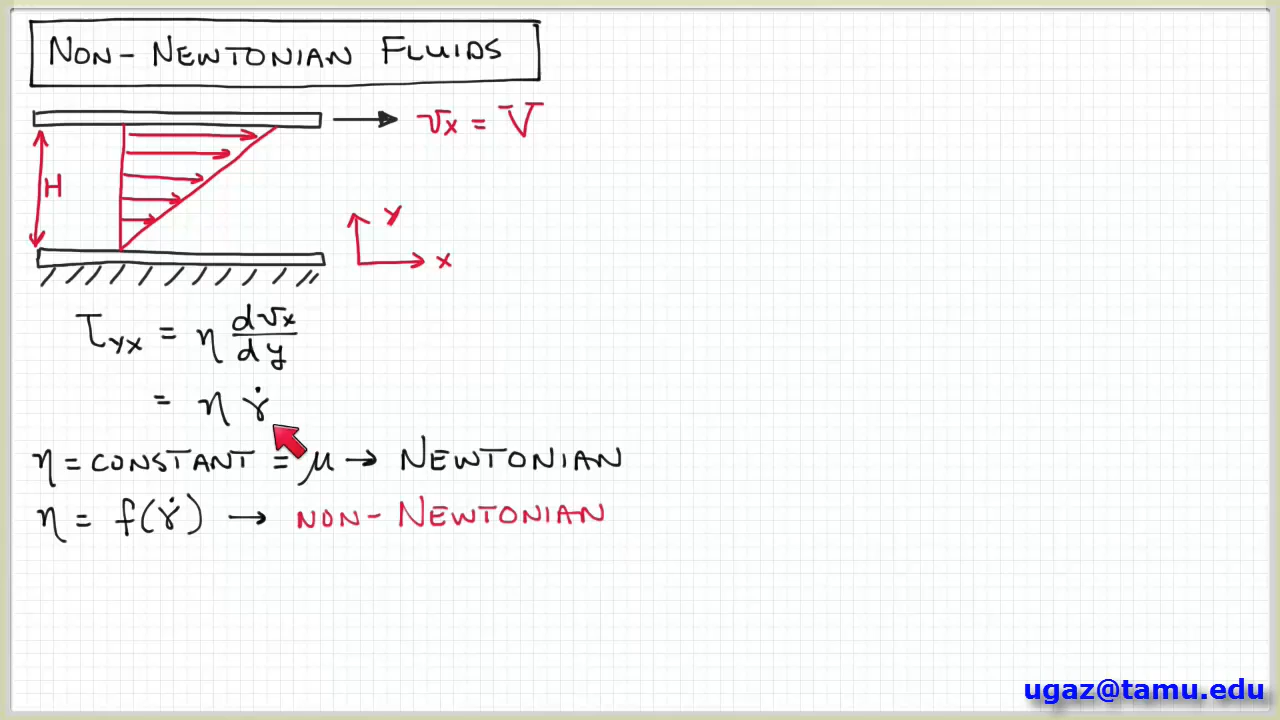 NON-NEWTONIAN FLUIDS
vx = V
H
y
x
τyx = η dvx/dy
= η γ̇
η = CONSTANT = μ → NEWTONIAN
η = f(γ̇) → NON-NEWTONIAN
ugaz@tamu.edu